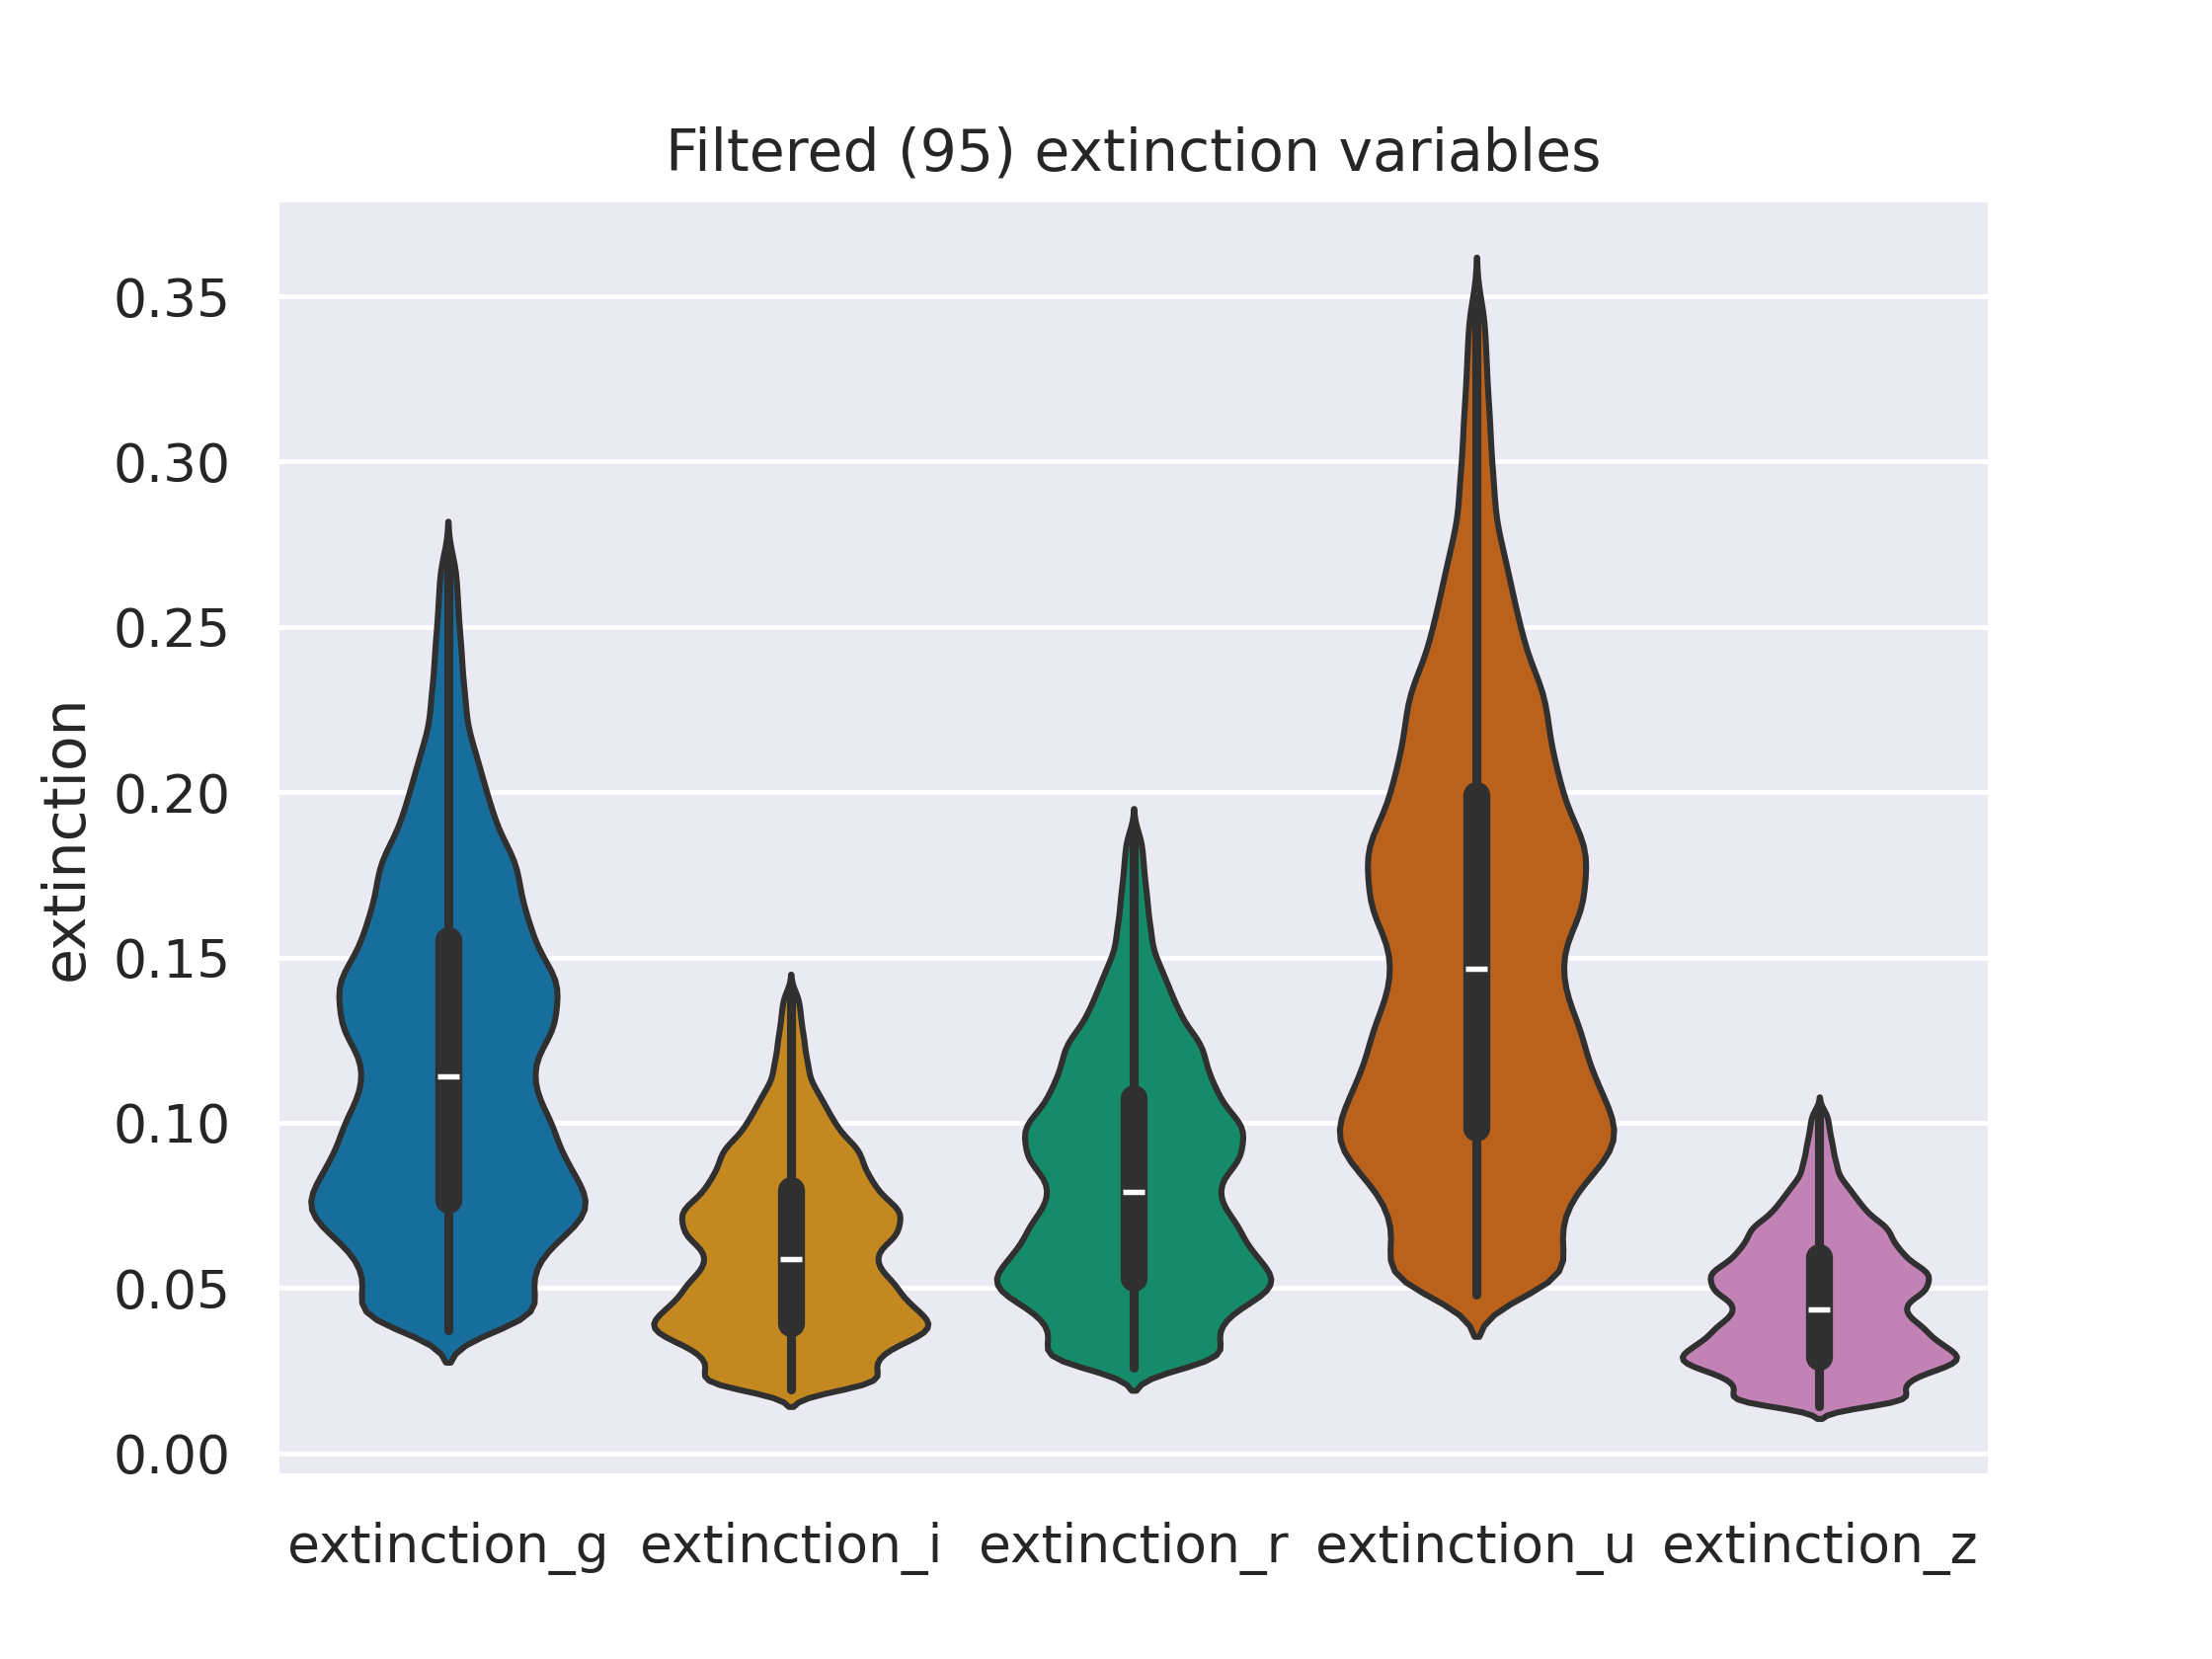 Filtered (95) extinction variables
extinction
0.35
0.30
0.25
0.20
0.15
0.10
0.05
0.00
extinction_g extinction_i extinction_r extinction_u extinction_z